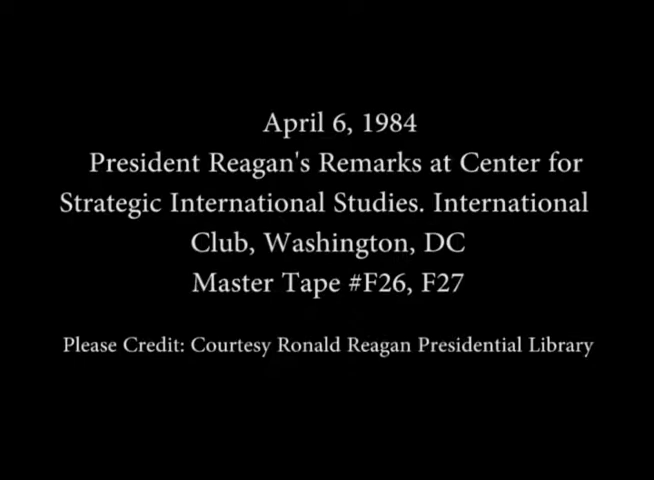 April 6, 1984
President Reagan's Remarks at Center for
Strategic International Studies. International
Club, Washington, DC
Master Tape #F26, F27
Please Credit: Courtesy Ronald Reagan Presidential Library